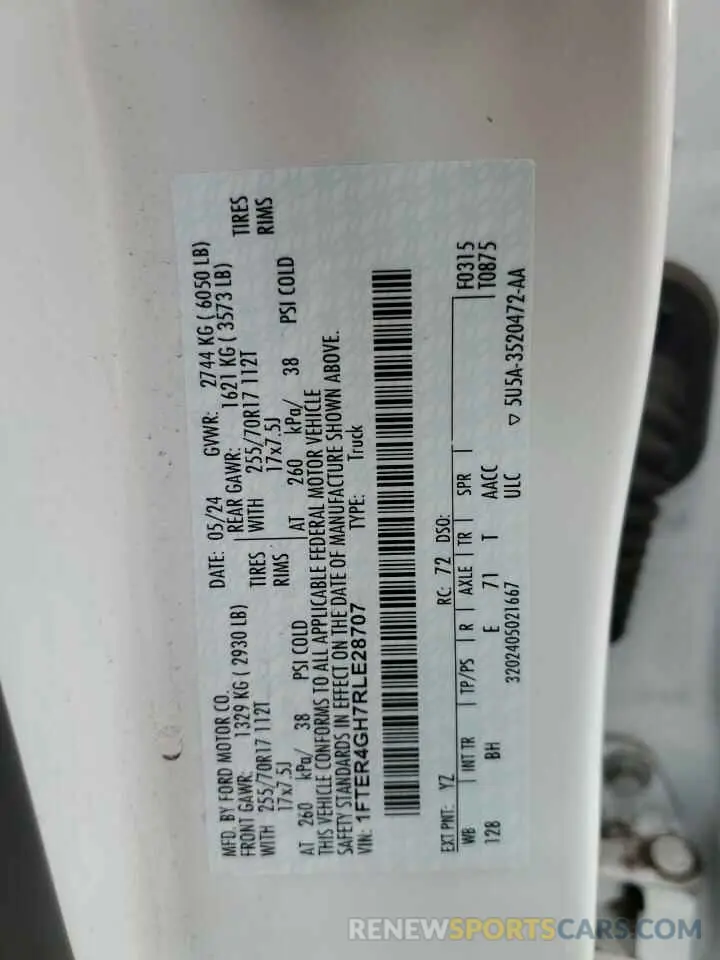 MFD. BY FORD MOTOR CO.
DATE: 05/24 GVWR: 2744 KG ( 6050 LB)
FRONT GAWR: 1329 KG ( 2930 LB) REAR GAWR: 1621 KG ( 3573 LB)
WITH 255/70R17 112T TIRES WITH 255/70R17 112T TIRES
17x7.5J RIMS 17x7.5J RIMS
AT 260 kPa/ 38 PSI COLD AT 260 kPa/ 38 PSI COLD
THIS VEHICLE CONFORMS TO ALL APPLICABLE FEDERAL MOTOR VEHICLE
SAFETY STANDARDS IN EFFECT ON THE DATE OF MANUFACTURE SHOWN ABOVE.
VIN: 1FTER4GH7RLE28707 TYPE: Truck
EXT PNT: YZ RC: 72 DSO: F0315
WB INT TR TP/PS R AXLE TR SPR T0875
128 BH E 71 T AACC
ULC
3202405021667
▽ 5U5A-3520472-AA
RENEWSPORTSCARS.COM